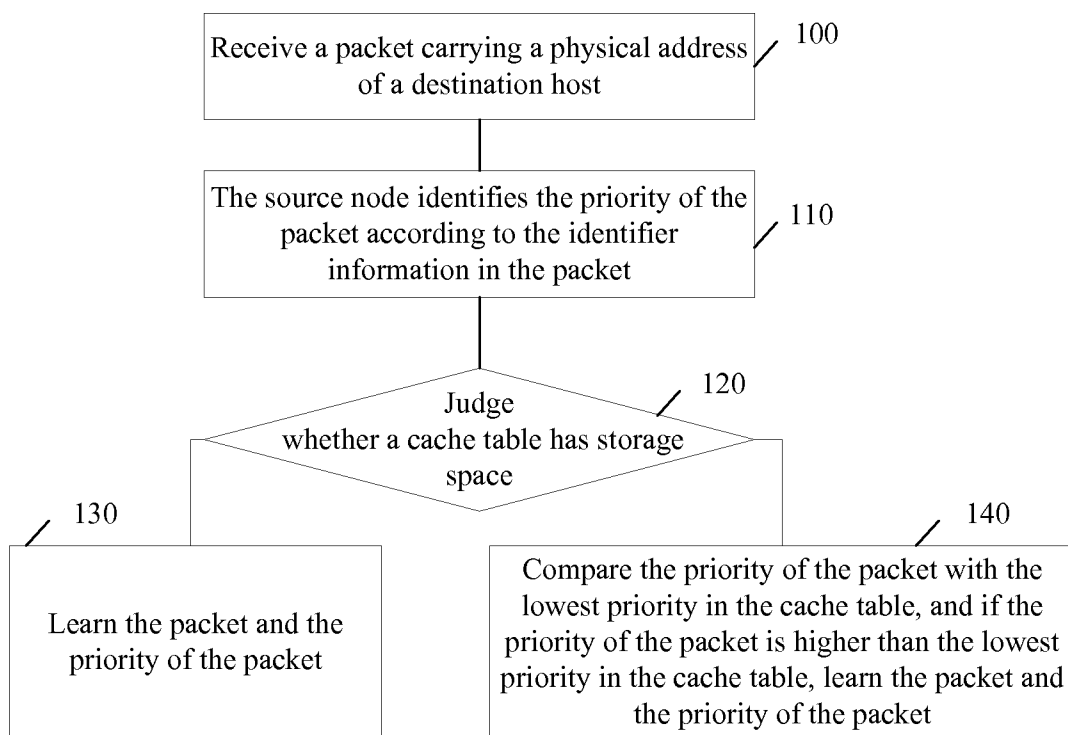 Receive a packet carrying a physical address
of a destination host
100
The source node identifies the priority of the
packet according to the identifier
information in the packet
110
Judge
whether a cache table has storage
space
120
130
Learn the packet and the
priority of the packet
140
Compare the priority of the packet with the
lowest priority in the cache table, and if the
priority of the packet is higher than the lowest
priority in the cache table, learn the packet and
the priority of the packet